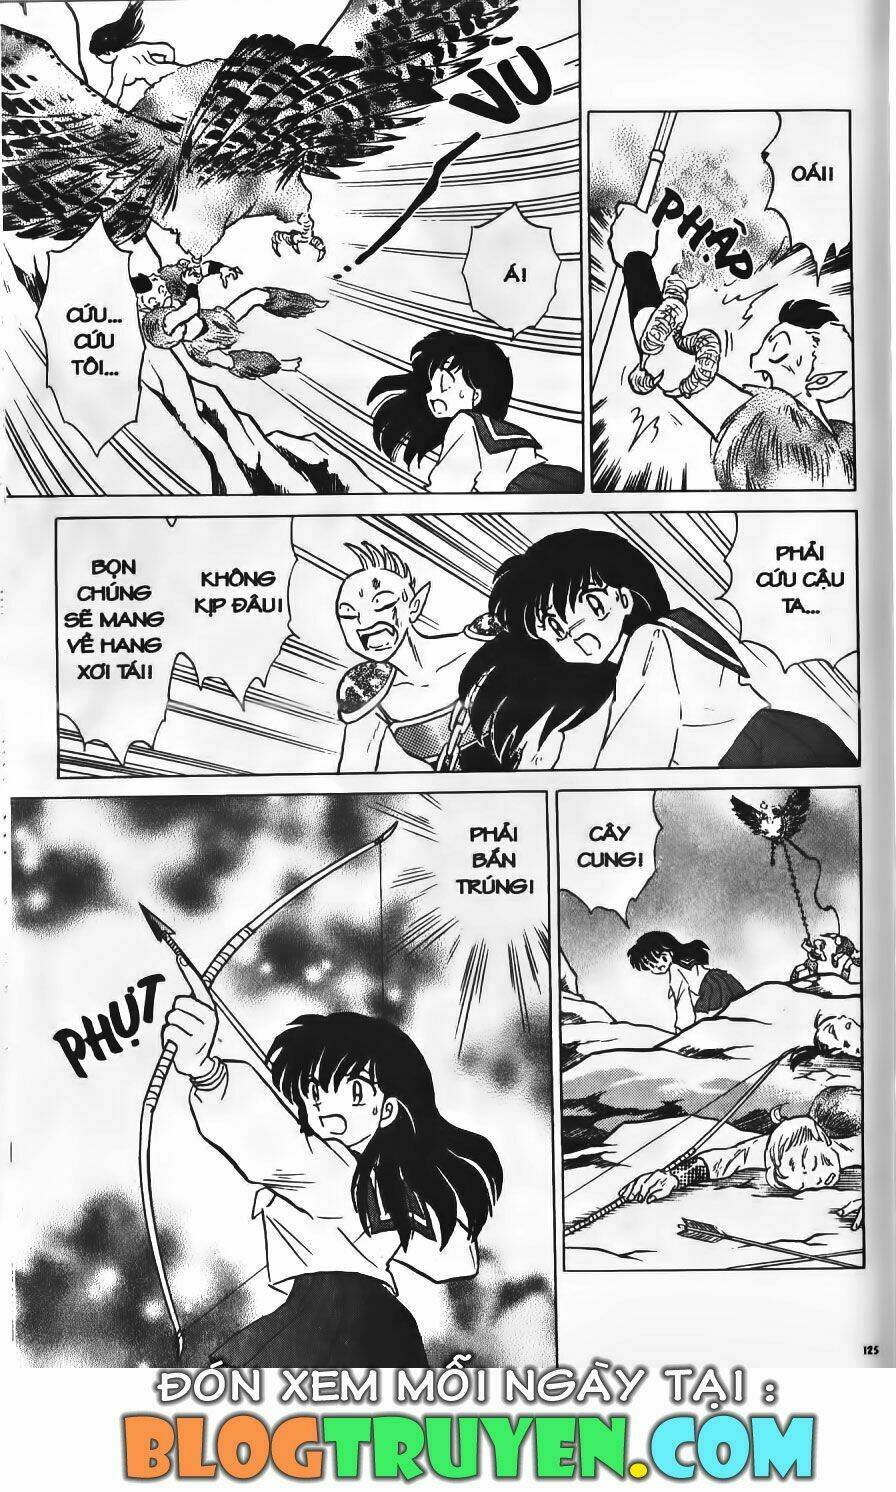 OÁI!
PHẬP
VỤ
Á!
CỨU...
CỨU
TÔI...
PHẢI
CỨU CẬU
TA...
KHÔNG
KỊP ĐÂU!
BỌN
CHÚNG
SẼ MANG
VỀ HANG
XƠI TÁI!
CÂY
CUNG!
PHẢI
BẮN
TRÚNG!
PHỰT
125
ĐÓN XEM MỖI NGÀY TẠI :
BLOGTRUYEN.COM